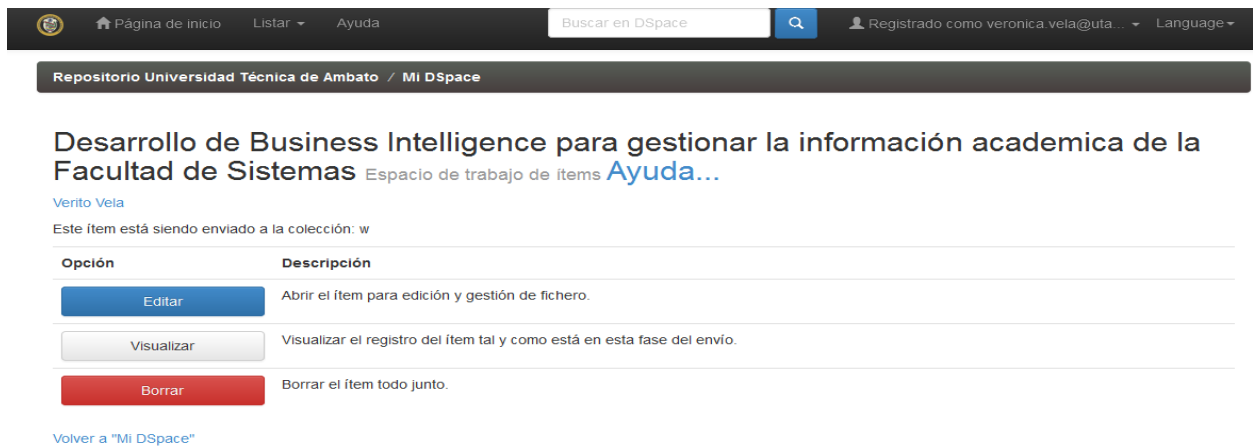 Página de inicio Listar Ayuda Buscar en DSpace Registrado como veronica.vela@uta... Language
Repositorio Universidad Técnica de Ambato / Mi DSpace
Desarrollo de Business Intelligence para gestionar la información academica de la
Facultad de Sistemas Espacio de trabajo de ítems Ayuda...
Verito Vela
Este ítem está siendo enviado a la colección: w
Opción Descripción
Editar Abrir el ítem para edición y gestión de fichero.
Visualizar Visualizar el registro del ítem tal y como está en esta fase del envío.
Borrar Borrar el ítem todo junto.
Volver a "Mi DSpace"